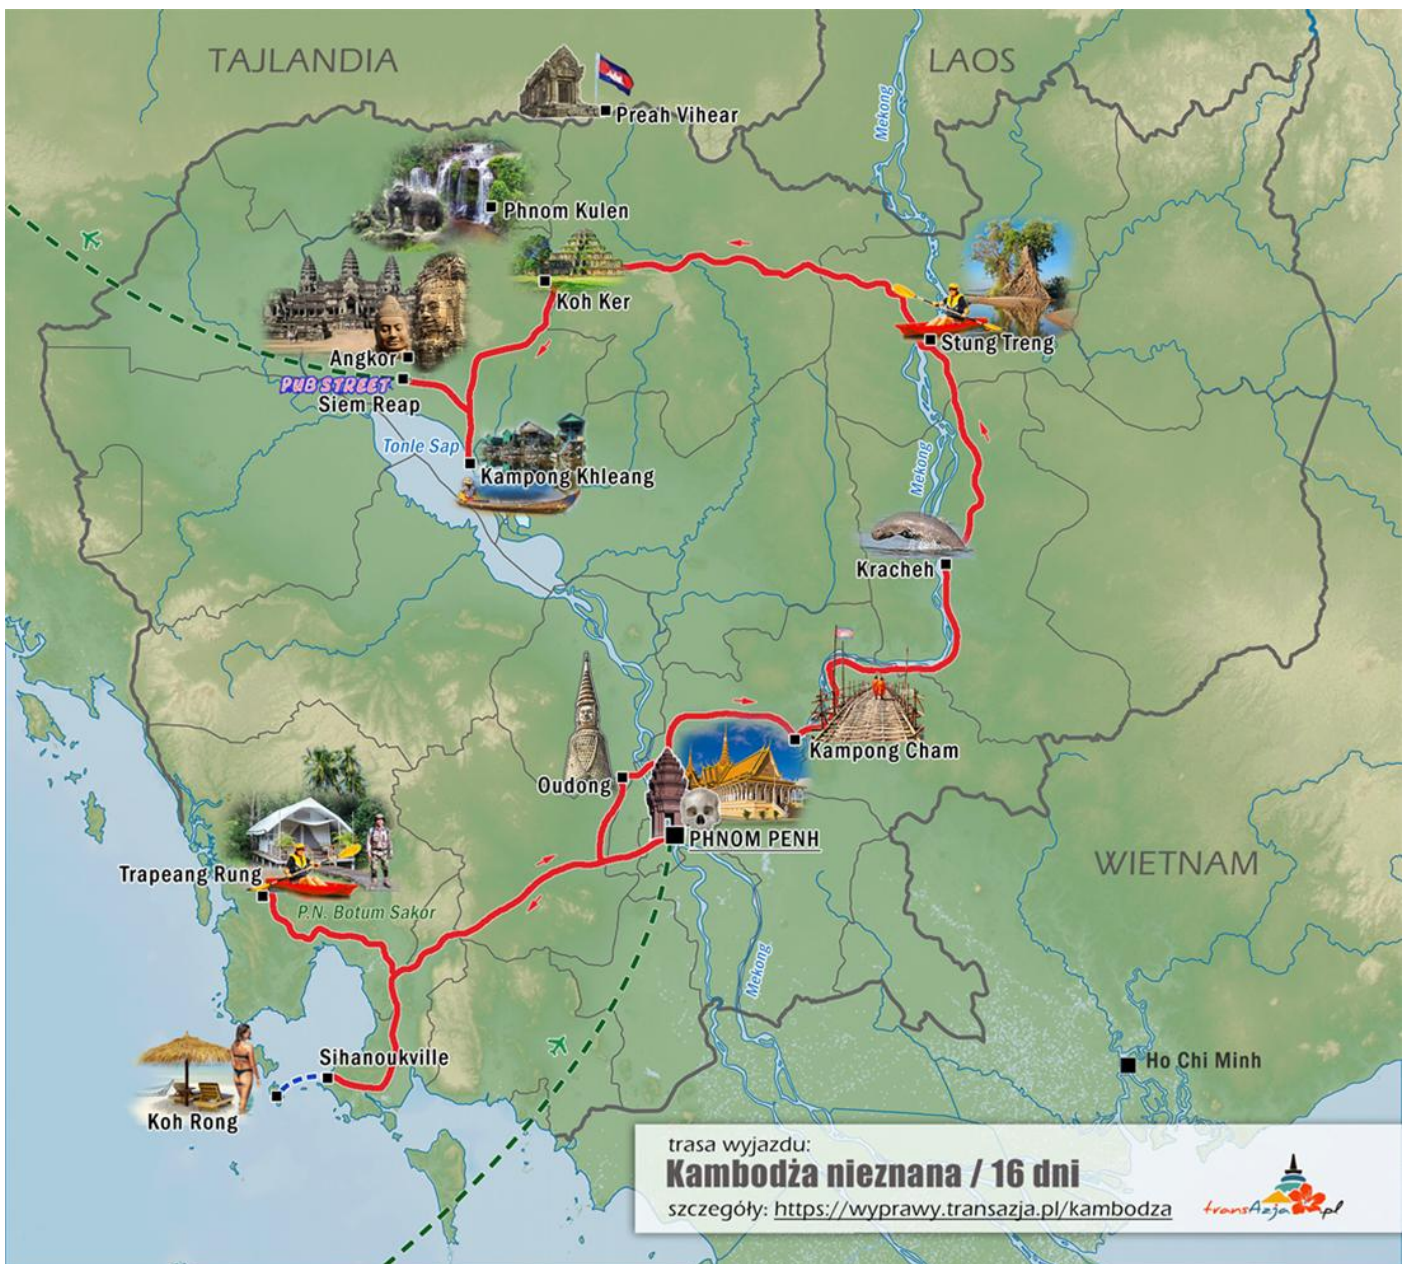 TAJLANDIA
LAOS
Mekong
Preah Vihear
Phnom Kulen
Koh Ker
Stung Treng
Angkor
PUB STREET
Siem Reap
Tonle Sap
Kampong Khleang
Mekong
Kracheh
Kampong Cham
Oudong
PHNOM PENH
WIETNAM
Trapeang Rung
P.N. Botum Sakor
Mekong
Sihanoukville
Ho Chi Minh
Koh Rong
trasa wyjazdu:
Kambodża nieznana / 16 dni
szczegóły: https://wyprawy.transazja.pl/kambodza
transAzja.pl